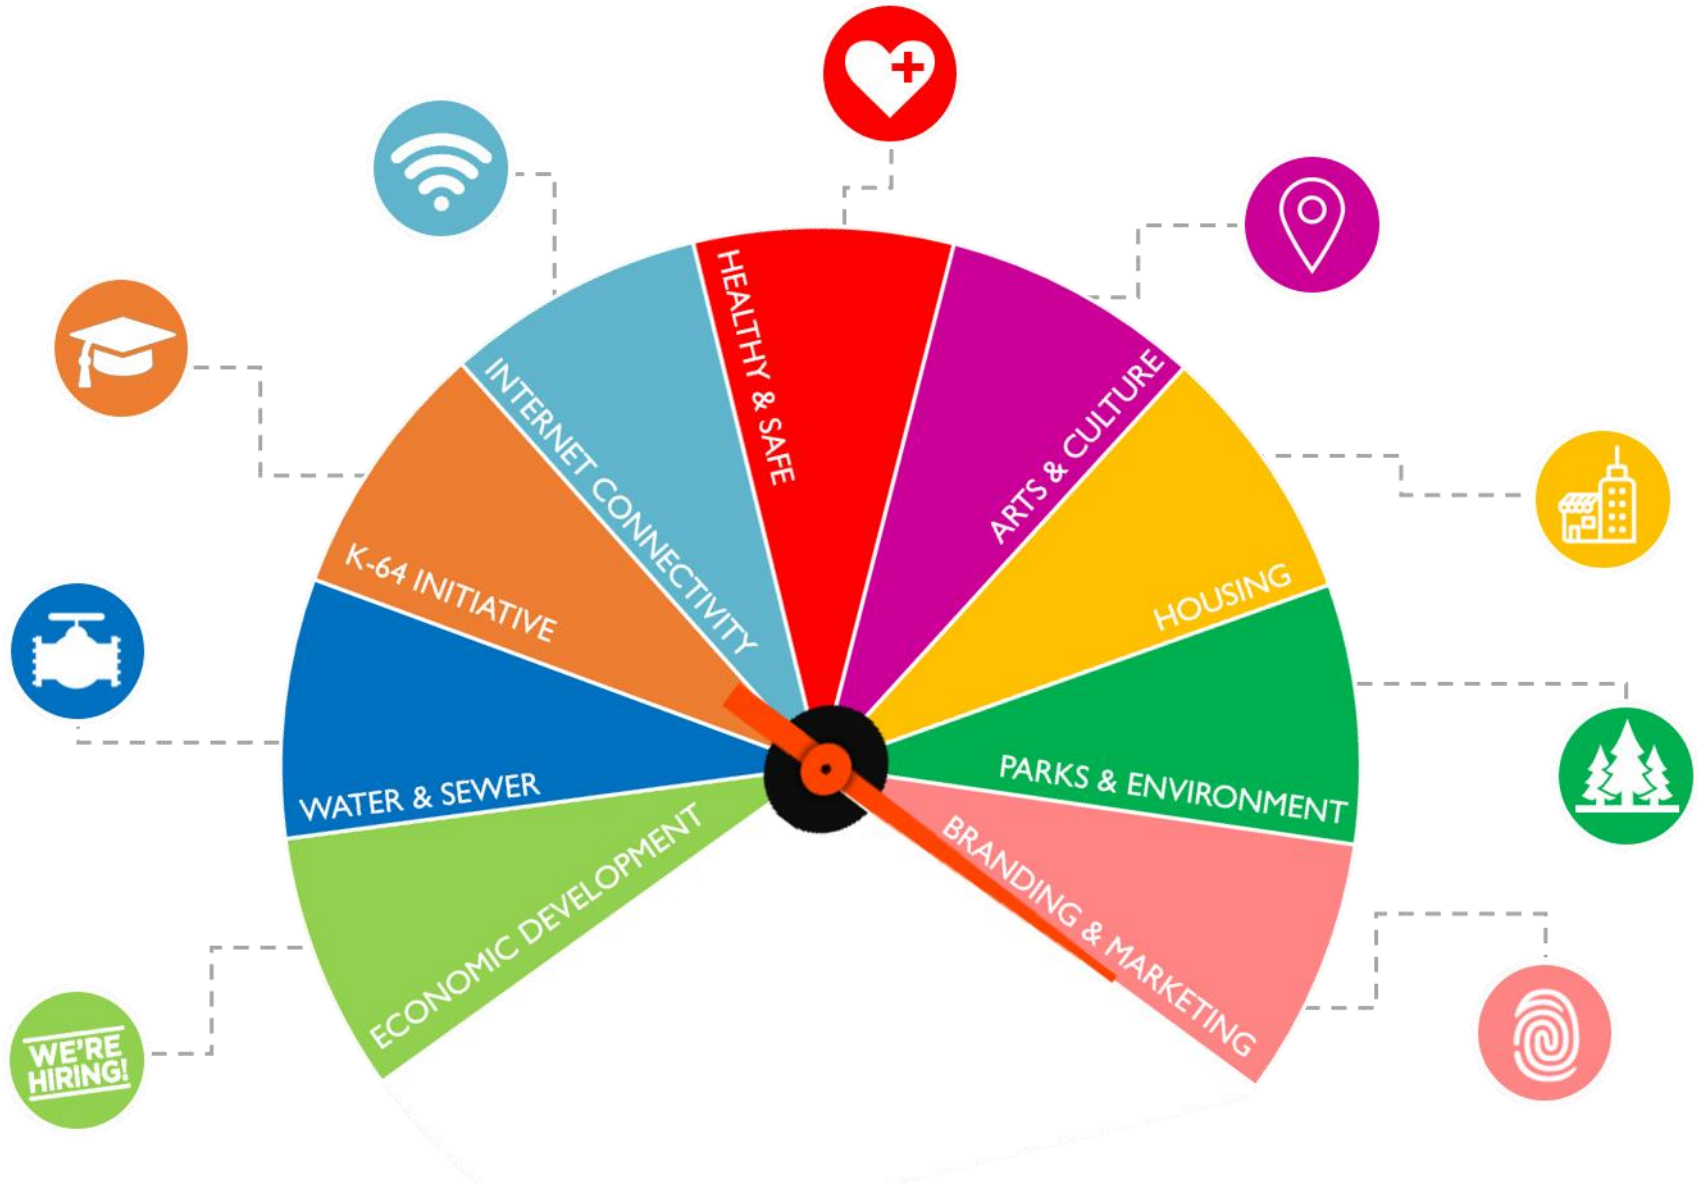 HEALTHY & SAFE
INTERNET CONNECTIVITY
ARTS & CULTURE
K-64 INITIATIVE
HOUSING
WATER & SEWER
PARKS & ENVIRONMENT
ECONOMIC DEVELOPMENT
BRANDING & MARKETING
WE'RE
HIRING!